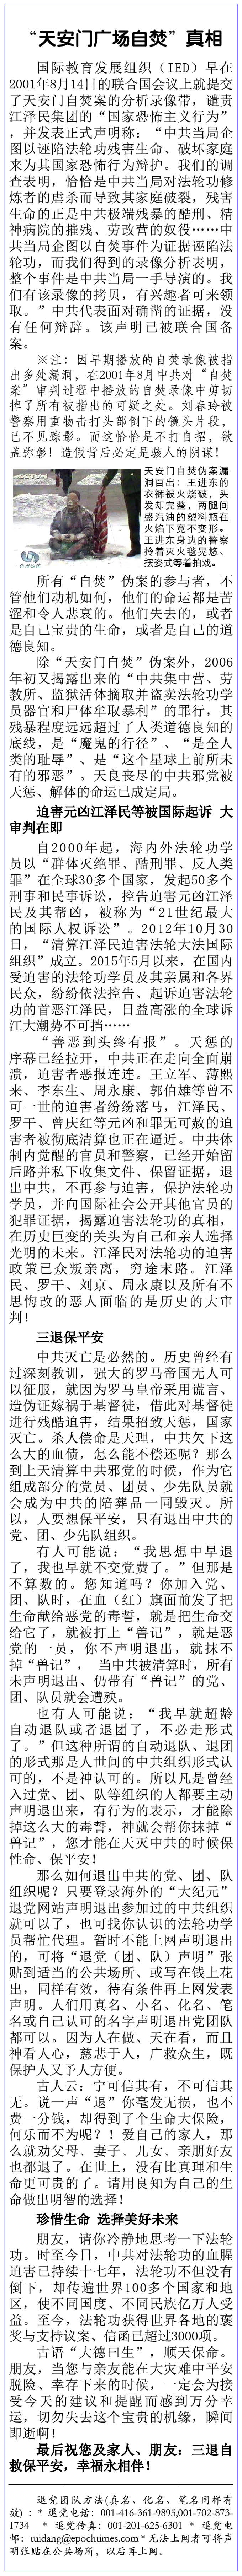 “天安门广场自焚”真相
国际教育发展组织（IED）早在
2001年8月14日的联合国会议上就提交
了天安门自焚案的分析录像带，谴责
江泽民集团的“国家恐怖主义行为”
，并发表正式声明称：“中共当局企
图以诬陷法轮功残害生命、破坏家庭
来为其国家恐怖行为辩护。我们的调
查表明，恰恰是中共当局对法轮功修
炼者的虐杀而导致其家庭破裂，残害
生命的正是中共极端残暴的酷刑、精
神病院的摧残、劳改营的奴役……中
共当局企图以自焚事件为证据诬陷法
轮功，而我们得到的录像分析表明，
整个事件是中共当局一手导演的。我
们有该录像的拷贝，有兴趣者可来领
取。”中共代表面对确凿的证据，没
有任何辩辞。该声明已被联合国备
案。
※注：因早期播放的自焚录像被指
出多处漏洞，在2001年8月中共对“自焚
案”审判过程中播放的自焚录像中剪切
掉了所有被指出的可疑之处。刘春玲被
警察用重物击打头部倒下的镜头片段，
已不见踪影。而这恰恰是不打自招、欲
盖弥彰！造假背后必定是骇人的阴谋！
天安门自焚伪案漏
洞百出：王进东的
衣裤被火烧破，头
发却完整，两腿间
盛汽油的塑料瓶在
火焰下竟不变形。
王进东身边的警察
拎着灭火毯晃悠、
摆姿式等着拍戏。
所有“自焚”伪案的参与者，不
管他们动机如何，他们的命运都是苦
涩和令人悲哀的。他们失去的，或者
是自己宝贵的生命，或者是自己的道
德良知。
除“天安门自焚”伪案外，2006
年初又揭露出来的“中共集中营、劳
教所、监狱活体摘取并盗卖法轮功学
员器官和尸体牟取暴利”的罪行，其
残暴程度远远超过了人类道德良知的
底线，是“魔鬼的行径”、“是全人
类的耻辱”、是“这个星球上前所未
有的邪恶”。天良丧尽的中共邪党被
天惩、解体的命运已成定局。
迫害元凶江泽民等被国际起诉 大
审判在即
自2000年起，海内外法轮功学
员以“群体灭绝罪、酷刑罪、反人类
罪”在全球30多个国家，发起50多个
刑事和民事诉讼，控告迫害元凶江泽
民及其帮凶，被称为“21世纪最大
的国际人权诉讼”。2012年10月30
日，“清算江泽民迫害法轮大法国际
组织”成立。2015年5月以来，在国内
受迫害的法轮功学员及其亲属和各界
民众，纷纷依法控告、起诉迫害法轮
功的首恶江泽民，日益高涨的全球诉
江大潮势不可挡……
“善恶到头终有报”。天惩的
序幕已经拉开，中共正在走向全面崩
溃，迫害者恶报连连。王立军、薄熙
来、李东生、周永康、郭伯雄等曾不
可一世的迫害者纷纷落马，江泽民、
罗干、曾庆红等元凶和罪无可赦的迫
害者被彻底清算也正在逼近。中共体
制内觉醒的官员和警察，已经开始留
后路并私下收集文件、保留证据，退
出中共，不再参与迫害，保护法轮功
学员，并向国际社会公开其他官员的
犯罪证据，揭露迫害法轮功的真相，
在历史巨变的关头为自己和亲人选择
光明的未来。江泽民对法轮功的迫害
政策已众叛亲离，穷途末路。江泽
民、罗干、刘京、周永康以及所有不
思悔改的恶人面临的是历史的大审
判！
三退保平安
中共灭亡是必然的。历史曾经有
过深刻教训，强大的罗马帝国无人可
以征服，就因为罗马皇帝采用谎言、
造伪证嫁祸于基督徒，借此对基督徒
进行残酷迫害，结果招致天惩，国家
灭亡。杀人偿命是天理，中共欠下这
么大的血债，怎么能不偿还呢？那么
到上天清算中共邪党的时候，作为它
组成部分的党员、团员、少先队员就
会成为中共的陪葬品一同毁灭。所
以，人要想保平安，只有退出中共的
党、团、少先队组织。
有人可能说：“我思想中早退
了，我也早就不交党费了。”但那是
不算数的。您知道吗？你加入党、
团、队时，在血（红）旗面前发了把
生命献给恶党的毒誓，就是把生命交
给它了，就被打上“兽记”，就是恶
党的一员，你不声明退出，就抹不
掉“兽记”， 当中共被清算时，所有
未声明退出、仍带有“兽记”的党、
团、队员就会遭殃。
也有人可能说：“我早就超龄
自动退队或者退团了，不必走形式
了。”但这种所谓的自动退队、退团
的形式那是人世间的中共组织形式认
可的，不是神认可的。所以凡是曾经
入过党、团、队等组织的人都要主动
声明退出来，有行为的表示，才能除
掉这么大的毒誓，神就会帮你抹掉“
兽记”，您才能在天灭中共的时候保
性命、保平安！
那么如何退出中共的党、团、队
组织呢？只要登录海外的“大纪元”
退党网站声明退出参加过的中共组织
就可以了，也可找你认识的法轮功学
员帮忙代理。暂时不能上网声明退出
的，可将“退党（团、队）声明”张
贴到适当的公共场所、或写在钱上花
出，同样有效，待有条件再上网发表
声明。人们用真名、小名、化名、笔
名或自己认可的名字声明退出党团队
都可以。因为人在做、天在看，而且
神看人心，慈悲于人，广救众生，既
保护人又予人方便。
古人云：宁可信其有，不可信其
无。说一声‘退’你毫发无损，也不
费一分钱，却得到了个生命大保险，
何乐而不为呢？！爱自己的家人，那
么就劝父母、妻子、儿女、亲朋好友
也都退了。在世上，没有比真理和生
命更可贵的了。请用良知为自己的生
命做出明智的选择！
珍惜生命 选择美好未来
朋友，请你冷静地思考一下法轮
功。时至今日，中共对法轮功的血腥
迫害已持续十七年，法轮功不但没有
倒下，却传遍世界100多个国家和地
区，使不同国度、不同民族亿万人受
益。至今，法轮功获得世界各地的褒
奖与支持议案、信函已超过3000项。
古语“大德曰生”，顺天保命。
朋友，当您与亲友能在大灾难中平安
脱险、幸存下来的时候，一定会为接
受今天的建议和提醒而感到万分幸
运，切勿失去这个宝贵的机缘，瞬间
即逝啊！
最后祝您及家人、朋友：三退自
救保平安，幸福永相伴！
退党团队方法(真名、化名、笔名同样有
效)：* 退党电话：001-416-361-9895,001-702-873-
1734 * 退党传真：001-201-625-6301 * 退党电
邮：tuidang@epochtimes.com * 无法上网者可将声
明张贴在公共场所，以后再上网。